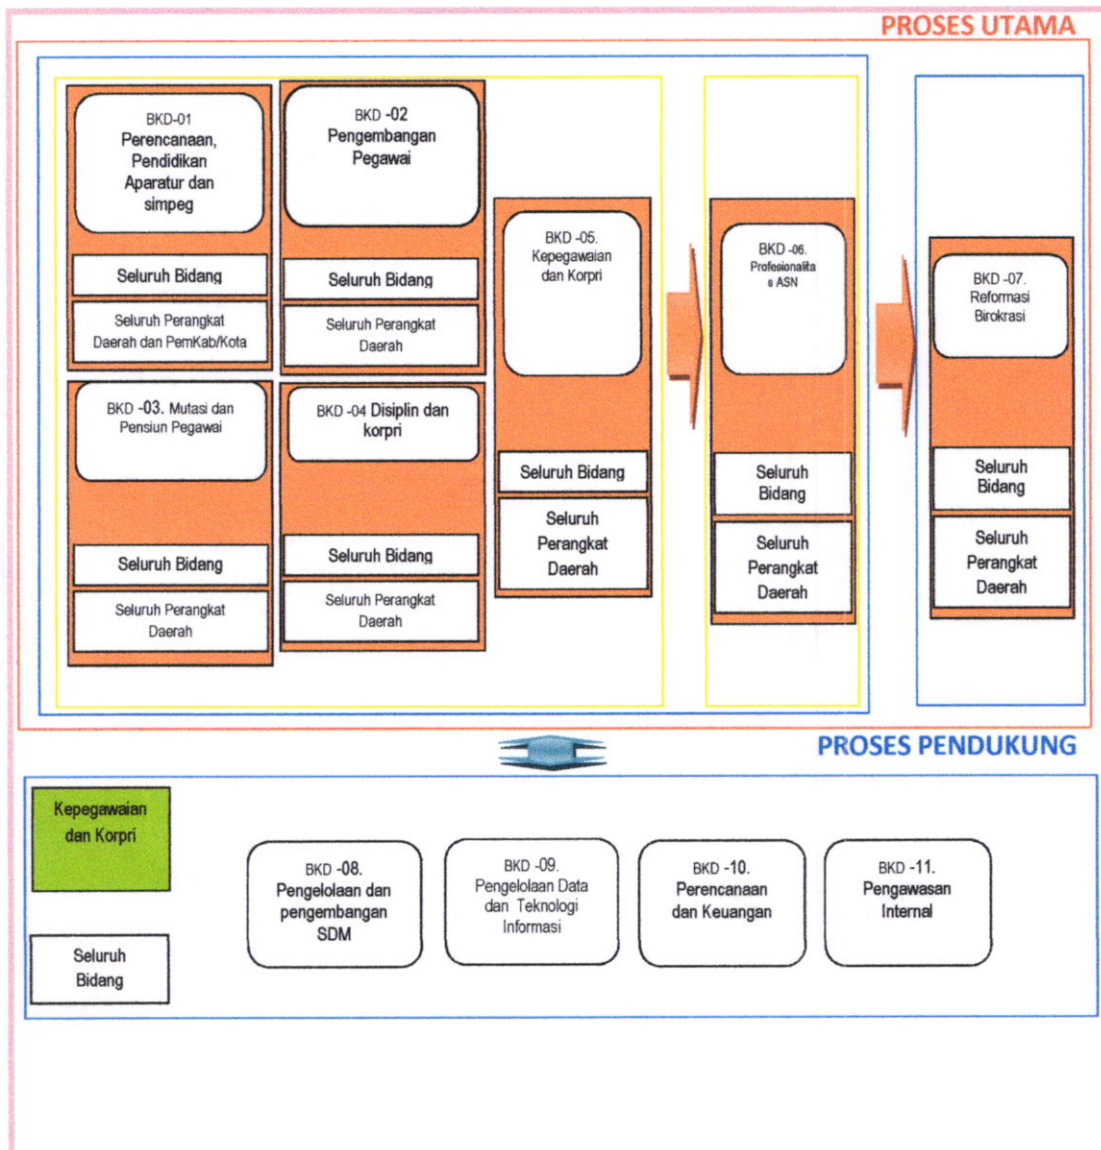 PROSES UTAMA
BKD-01
Perencanaan,
Pendidikan
Aparatur dan
simpeg
Seluruh Bidang
Seluruh Perangkat
Daerah dan PemKab/Kota
BKD -02
Pengembangan
Pegawai
Seluruh Bidang
Seluruh Perangkat
Daerah
BKD -03. Mutasi dan
Pensiun Pegawai
Seluruh Bidang
Seluruh Perangkat
Daerah
BKD -04 Disiplin dan
korpri
Seluruh Bidang
Seluruh Perangkat
Daerah
BKD -05.
Kepegawaian
dan Korpri
Seluruh Bidang
Seluruh
Perangkat
Daerah
BKD -06.
Profesionalita
s ASN
Seluruh
Bidang
Seluruh
Perangkat
Daerah
BKD -07.
Reformasi
Birokrasi
Seluruh
Bidang
Seluruh
Perangkat
Daerah
PROSES PENDUKUNG
Kepegawaian
dan Korpri
Seluruh
Bidang
BKD -08.
Pengelolaan dan
pengembangan
SDM
BKD -09.
Pengelolaan Data
dan Teknologi
Informasi
BKD -10.
Perencanaan
dan Keuangan
BKD -11.
Pengawasan
Internal